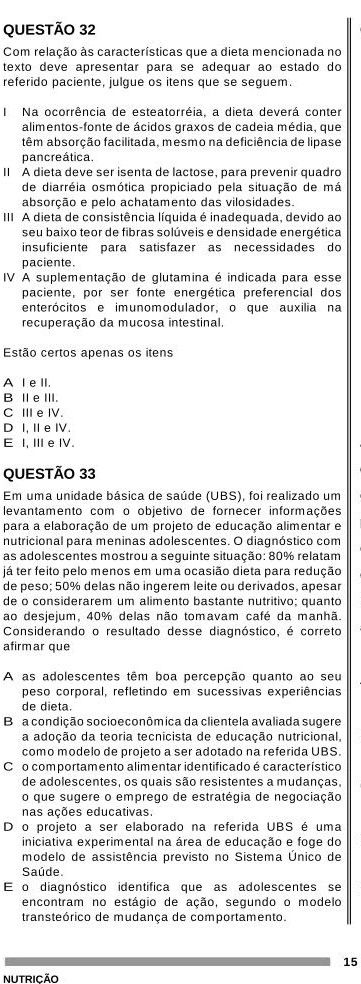 QUESTÃO 32
Com relação às características que a dieta mencionada no
texto deve apresentar para se adequar ao estado do
referido paciente, julgue os itens que se seguem.
I Na ocorrência de esteatorréia, a dieta deverá conter
alimentos-fonte de ácidos graxos de cadeia média, que
têm absorção facilitada, mesmo na deficiência de lipase
pancreática.
II A dieta deve ser isenta de lactose, para prevenir quadro
de diarréia osmótica propiciado pela situação de má
absorção e pelo achatamento das vilosidades.
III A dieta de consistência líquida é inadequada, devido ao
seu baixo teor de fibras solúveis e densidade energética
insuficiente para satisfazer as necessidades do
paciente.
IV A suplementação de glutamina é indicada para esse
paciente, por ser fonte energética preferencial dos
enterócitos e imunomodulador, o que auxilia na
recuperação da mucosa intestinal.
Estão certos apenas os itens
A I e II.
B II e III.
C III e IV.
D I, II e IV.
E I, III e IV.
QUESTÃO 33
Em uma unidade básica de saúde (UBS), foi realizado um
levantamento com o objetivo de fornecer informações
para a elaboração de um projeto de educação alimentar e
nutricional para meninas adolescentes. O diagnóstico com
as adolescentes mostrou a seguinte situação: 80% relatam
já ter feito pelo menos em uma ocasião dieta para redução
de peso; 50% delas não ingerem leite ou derivados, apesar
de o considerarem um alimento bastante nutritivo; quanto
ao desjejum, 40% delas não tomavam café da manhã.
Considerando o resultado desse diagnóstico, é correto
afirmar que
A as adolescentes têm boa percepção quanto ao seu
peso corporal, refletindo em sucessivas experiências
de dieta.
B a condição socioeconômica da clientela avaliada sugere
a adoção da teoria tecnicista de educação nutricional,
como modelo de projeto a ser adotado na referida UBS.
C o comportamento alimentar identificado é característico
de adolescentes, os quais são resistentes a mudanças,
o que sugere o emprego de estratégia de negociação
nas ações educativas.
D o projeto a ser elaborado na referida UBS é uma
iniciativa experimental na área de educação e foge do
modelo de assistência previsto no Sistema Único de
Saúde.
E o diagnóstico identifica que as adolescentes se
encontram no estágio de ação, segundo o modelo
transteórico de mudança de comportamento.
15
NUTRIÇÃO